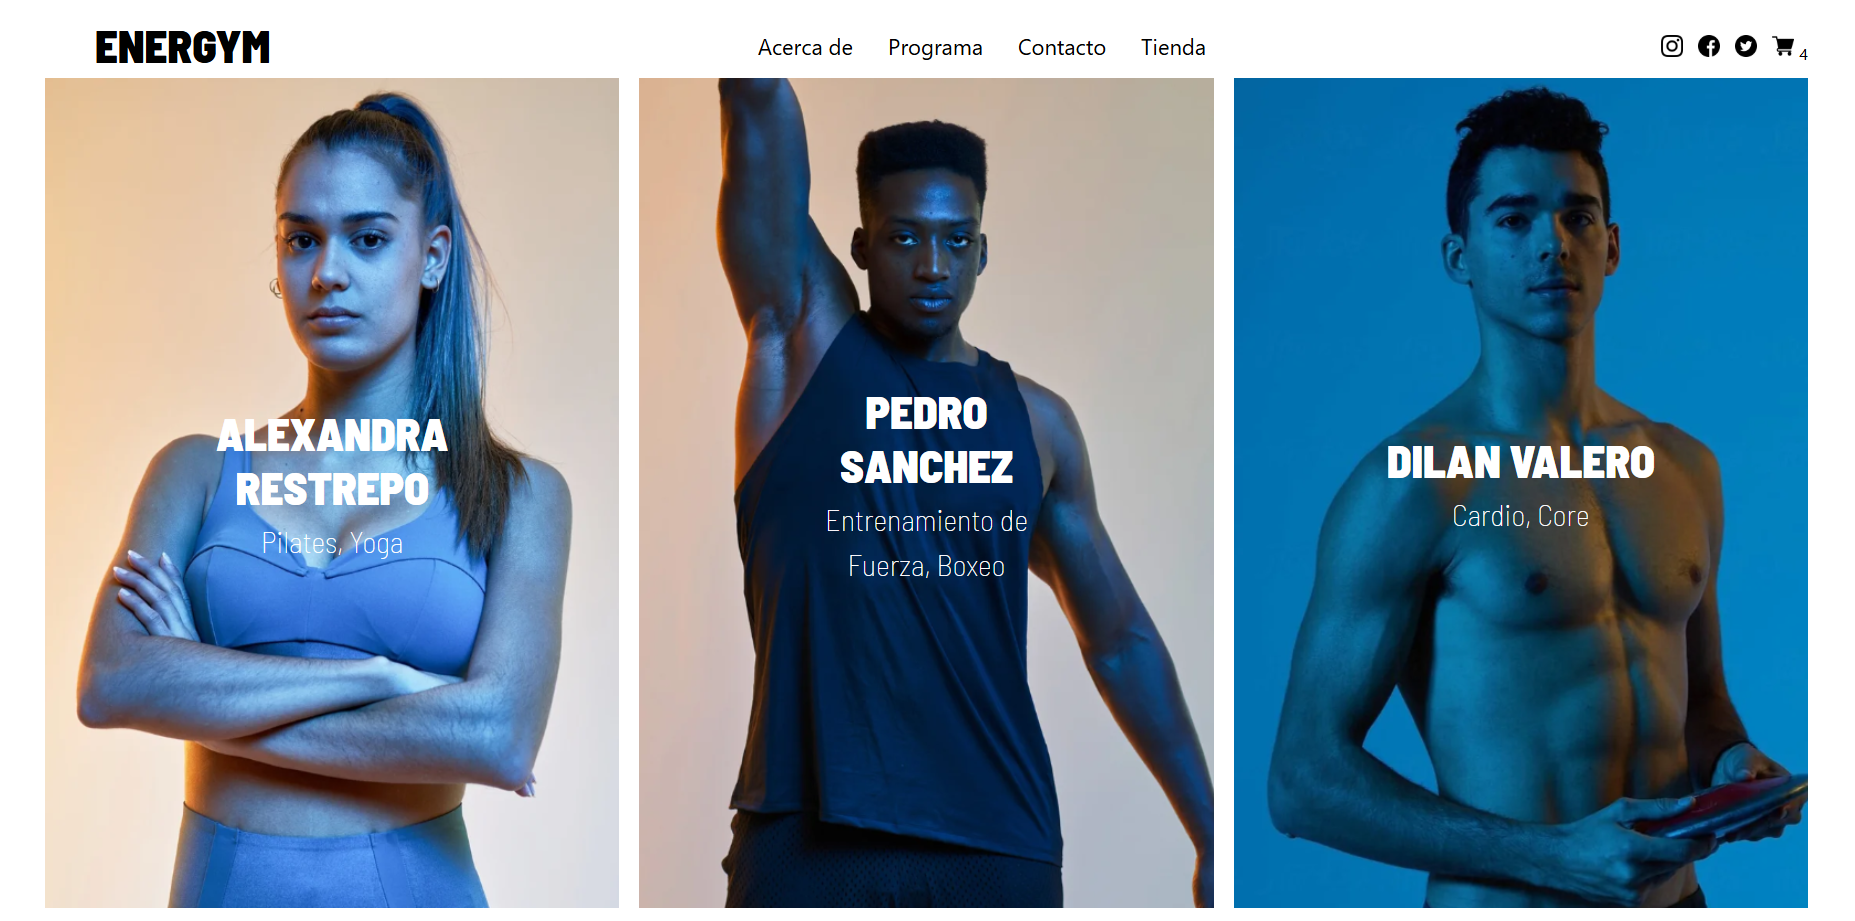 ENERGYM
Acerca de Programa Contacto Tienda
4
ALEXANDRA
RESTREPO
Pilates, Yoga
PEDRO
SANCHEZ
Entrenamiento de
Fuerza, Boxeo
DILAN VALERO
Cardio, Core